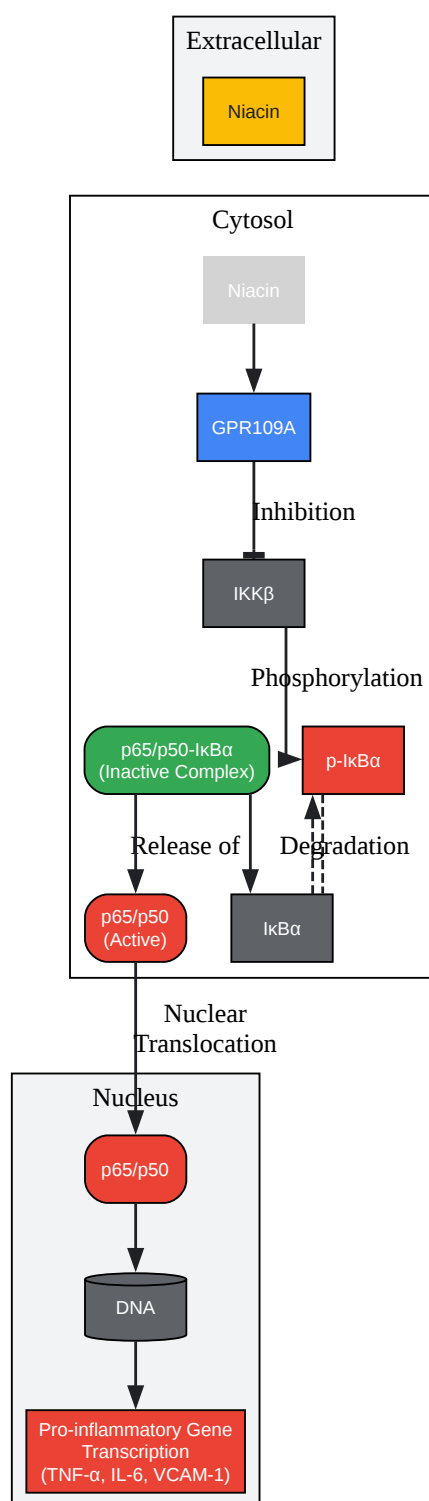 Extracellular
Niacin
Cytosol
Niacin
GPR109A
Inhibition
IKKβ
Phosphorylation
p65/p50-IκBα
(Inactive Complex)
p-IκBα
Release of
Degradation
p65/p50
(Active)
IκBα
Nuclear
Translocation
Nucleus
p65/p50
DNA
Pro-inflammatory Gene
Transcription
(TNF-α, IL-6, VCAM-1)